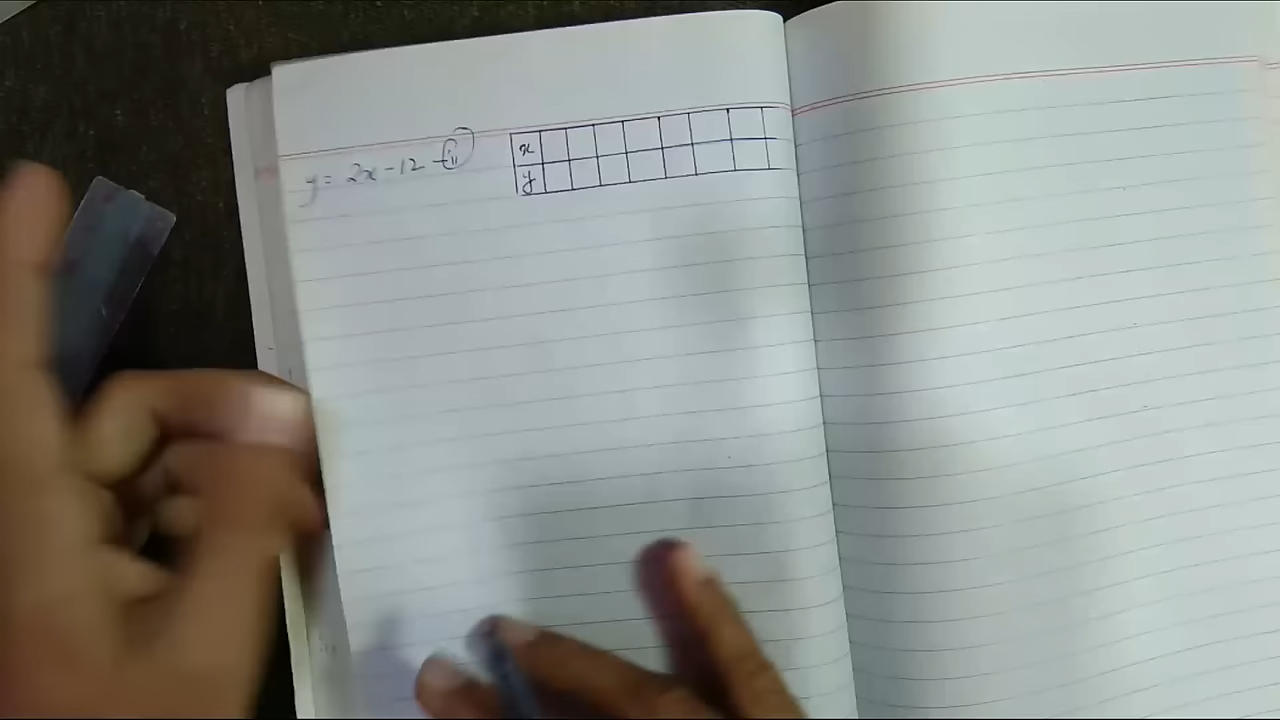 y = 2x - 12 - (ii)
x
y